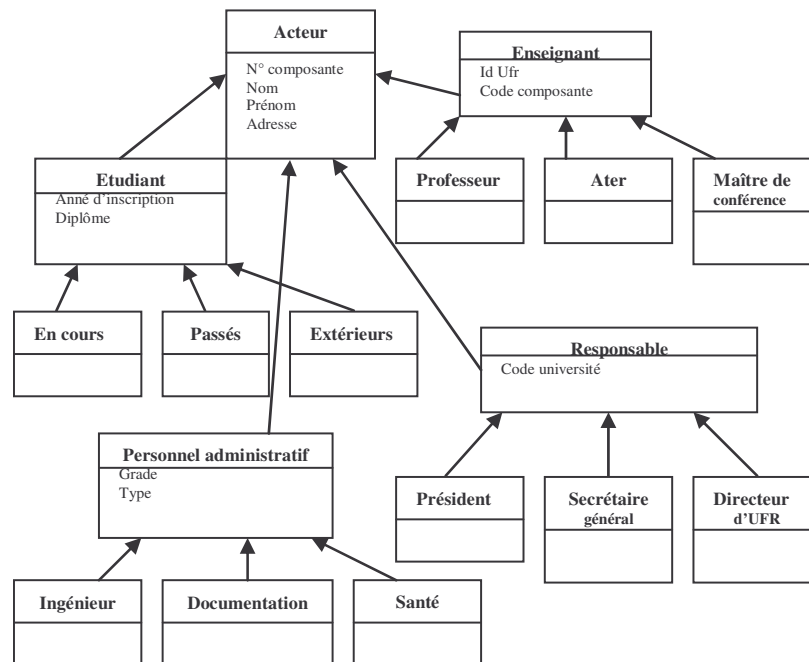 Acteur
N° composante
Nom
Prénom
Adresse
Enseignant
Id Ufr
Code composante
Etudiant
Anné d'inscription
Diplôme
Professeur
Ater
Maître de
conférence
En cours
Passés
Extérieurs
Responsable
Code université
Personnel administratif
Grade
Type
Président
Secrétaire
général
Directeur
d'UFR
Ingénieur
Documentation
Santé